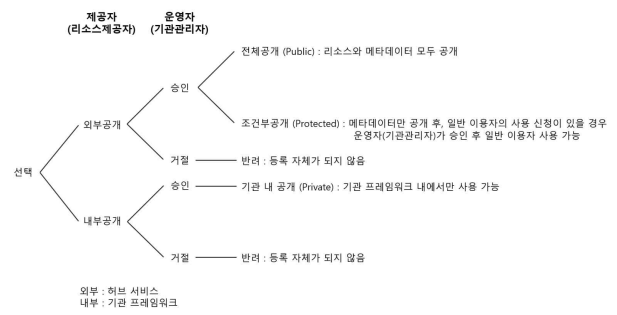 제공자 운영자
(리소스제공자) (기관관리자)
전체공개 (Public) : 리소스와 메타데이터 모두 공개
승인
외부공개
조건부공개 (Protected) : 메타데이터만 공개 후, 일반 이용자의 사용 신청이 있을 경우
운영자(기관관리자)가 승인 후 일반 이용자 사용 가능
거절 반려 : 등록 자체가 되지 않음
선택
승인 기관 내 공개 (Private) : 기관 프레임워크 내에서만 사용 가능
내부공개
거절 반려 : 등록 자체가 되지 않음
외부 : 허브 서비스
내부 : 기관 프레임워크